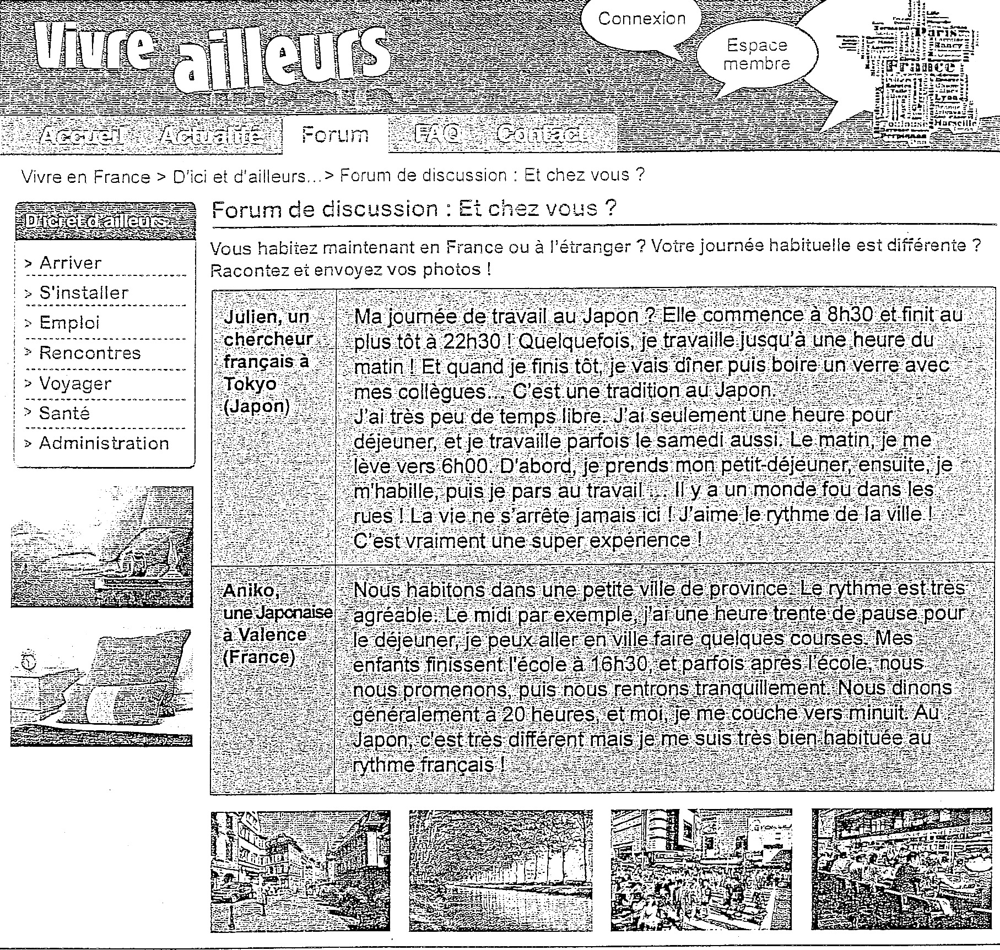 Vivre ailleurs
Connexion
Espace
membre
Paris
Nancy
France
Lyon
Toulouse
Marseille
Perpignan
Accueil Actualité Forum FAQ Contact
Vivre en France > D'ici et d'ailleurs...> Forum de discussion : Et chez vous ?
D'ici et d'ailleurs...
> Arriver
> S'installer
> Emploi
> Rencontres
> Voyager
> Santé
> Administration
Forum de discussion : Et chez vous ?
Vous habitez maintenant en France ou à l'étranger ? Votre journée habituelle est différente ?
Racontez et envoyez vos photos !
Julien, un
chercheur
français à
Tokyo
(Japon)
Ma journée de travail au Japon ? Elle commence à 8h30 et finit au
plus tôt à 22h30 ! Quelquefois, je travaille jusqu'à une heure du
matin ! Et quand je finis tôt, je vais dîner puis boire un verre avec
mes collègues... C'est une tradition au Japon.
J'ai très peu de temps libre. J'ai seulement une heure pour
déjeuner, et je travaille parfois le samedi aussi. Le matin, je me
lève vers 6h00. D'abord, je prends mon petit-déjeuner, ensuite, je
m'habille, puis je pars au travail ... Il y a un monde fou dans les
rues ! La vie ne s'arrête jamais ici ! J'aime le rythme de la ville !
C'est vraiment une super expérience !
Aniko,
une Japonaise
à Valence
(France)
Nous habitons dans une petite ville de province. Le rythme est très
agréable. Le midi par exemple, j'ai une heure trente de pause pour
le déjeuner, je peux aller en ville faire quelques courses. Mes
enfants finissent l'école à 16h30, et parfois après l'école, nous
nous promenons, puis nous rentrons tranquillement. Nous dinons
généralement à 20 heures, et moi, je me couche vers minuit. Au
Japon, c'est très différent mais je me suis très bien habituée au
rythme français !